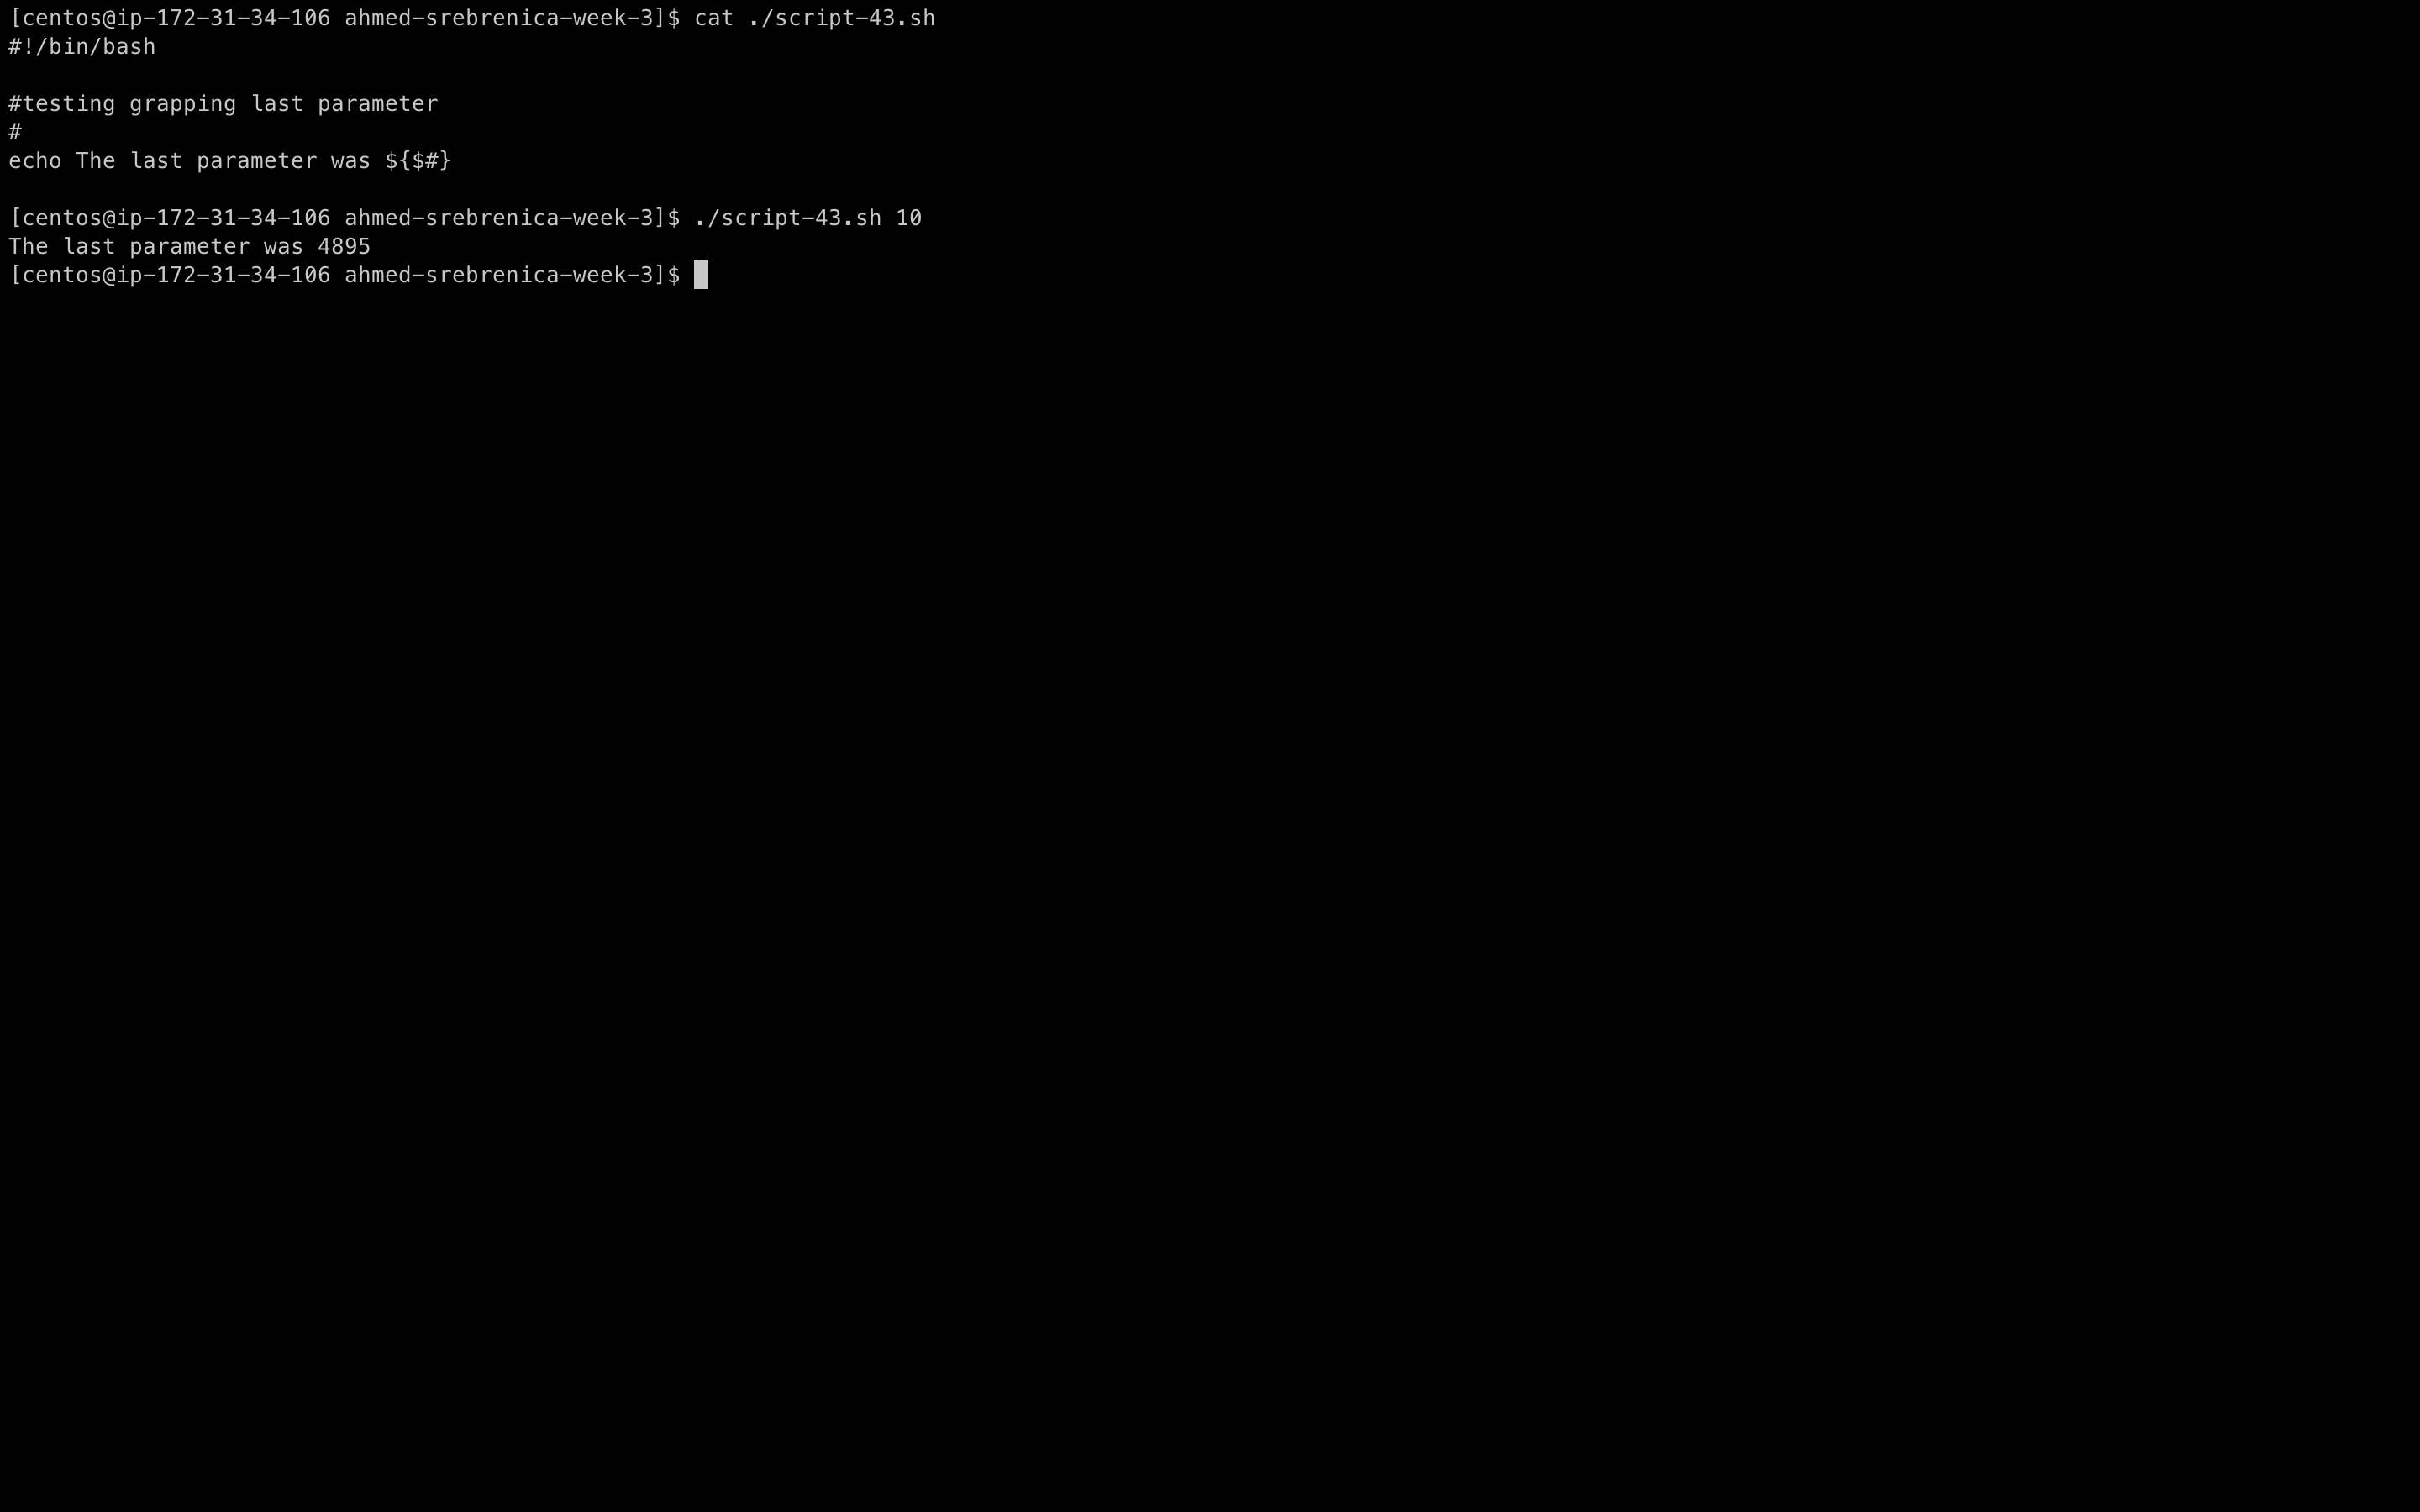 [centos@ip-172-31-34-106 ahmed-srebrenica-week-3]$ cat ./script-43.sh
#!/bin/bash
#testing grapping last parameter
#
echo The last parameter was ${$#}
[centos@ip-172-31-34-106 ahmed-srebrenica-week-3]$ ./script-43.sh 10
The last parameter was 4895
[centos@ip-172-31-34-106 ahmed-srebrenica-week-3]$